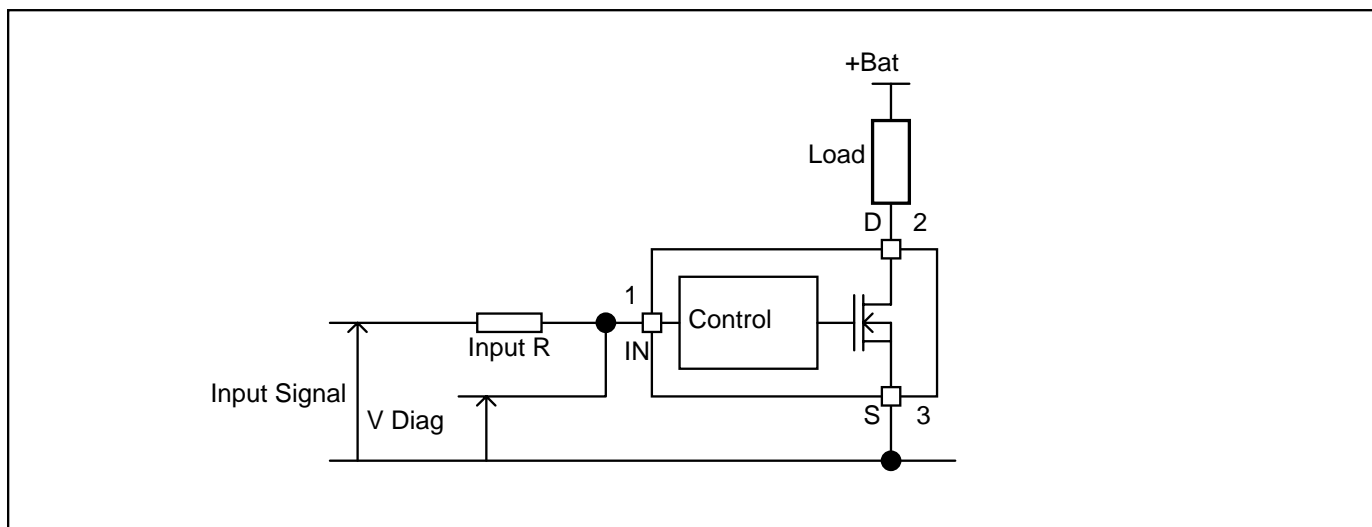 +Bat
Load
D 2
1
Control
Input R
IN
Input Signal
V Diag
S 3